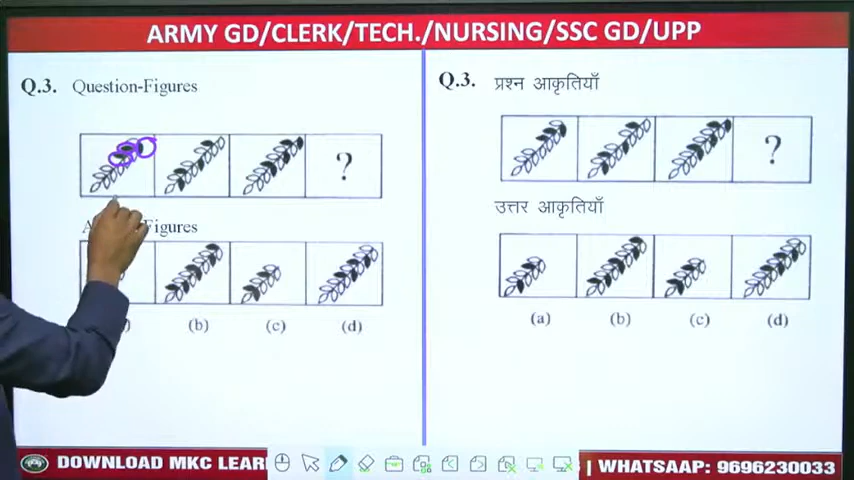 ARMY GD/CLERK/TECH./NURSING/SSC GD/UPP
Q.3. Question-Figures
?
Figures
(b) (c) (d)
Q.3. प्रश्न आकृतियाँ
?
उत्तर आकृतियाँ
(a) (b) (c) (d)
DOWNLOAD MKC LEAR
| WHATSAAP: 9696230033